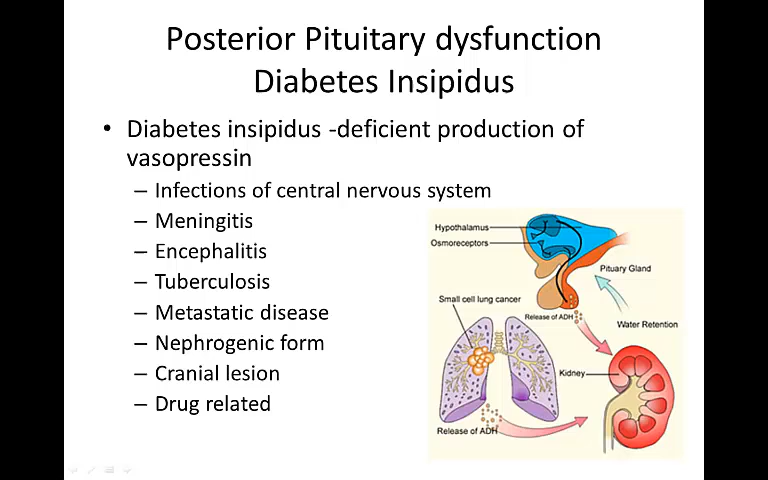 Posterior Pituitary dysfunction
Diabetes Insipidus
• Diabetes insipidus -deficient production of
vasopressin
– Infections of central nervous system
– Meningitis
– Encephalitis
– Tuberculosis
– Metastatic disease
– Nephrogenic form
– Cranial lesion
– Drug related
Hypothalamus
Osmoreceptors
Pituary Gland
Small cell lung cancer
Release of ADH
Water Retention
Kidney
Release of ADH